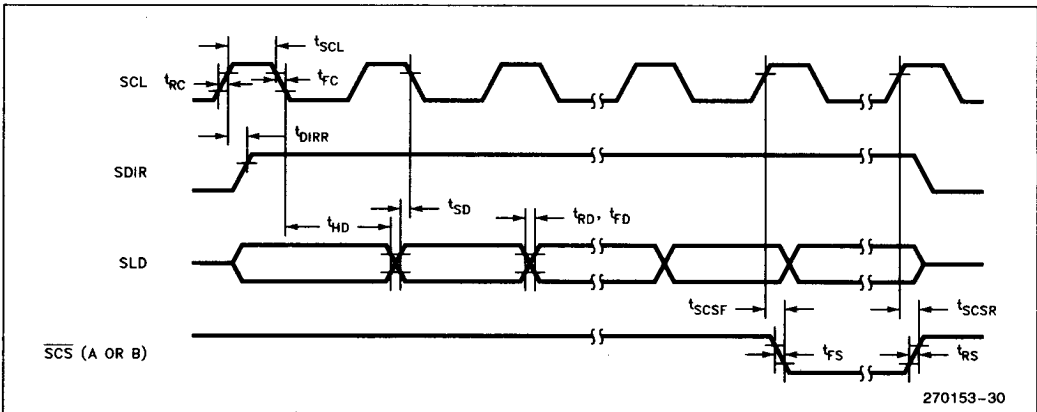 tSCL
SCL
tRC
tFC
tDIRR
SDIR
tSD
tRD, tFD
tHD
SLD
tSCSF
tSCSR
SCS (A OR B)
tFS
tRS
270153-30